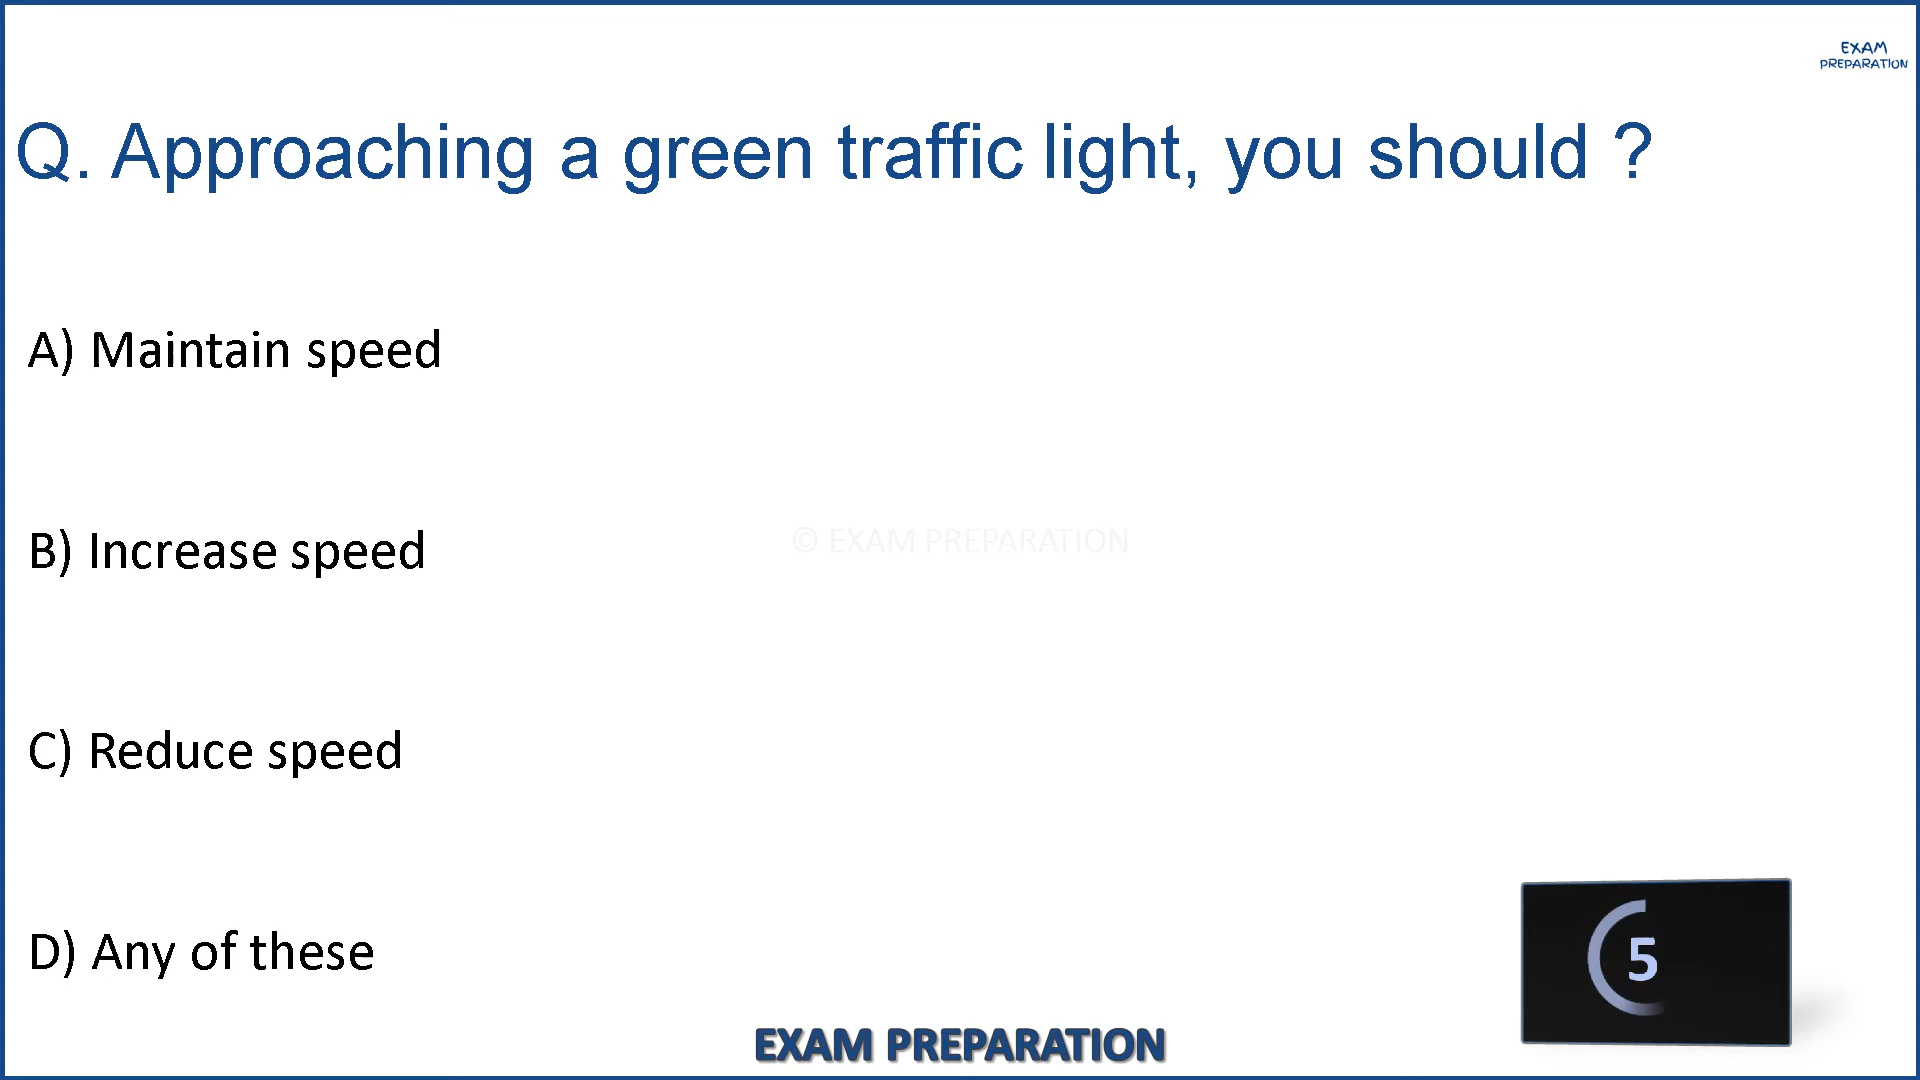 EXAM
PREPARATION
Q. Approaching a green traffic light, you should ?
A) Maintain speed
B) Increase speed
© EXAM PREPARATION
C) Reduce speed
D) Any of these
5
EXAM PREPARATION